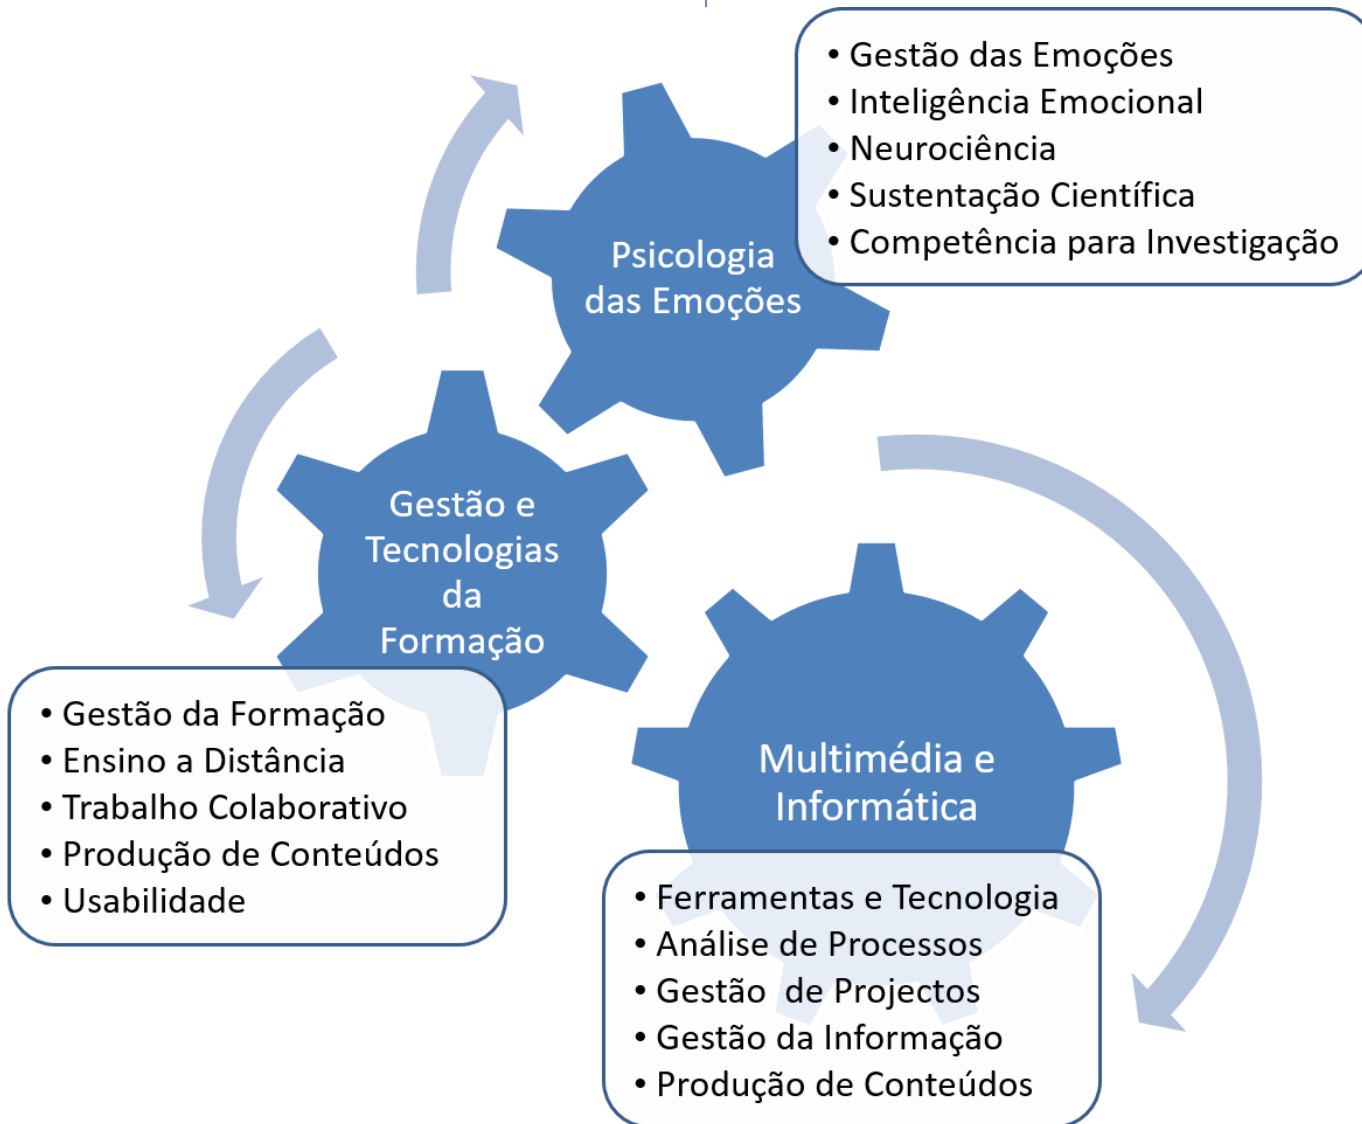 Psicologia
das Emoções
• Gestão das Emoções
• Inteligência Emocional
• Neurociência
• Sustentação Científica
• Competência para Investigação
Gestão e
Tecnologias
da
Formação
• Gestão da Formação
• Ensino a Distância
• Trabalho Colaborativo
• Produção de Conteúdos
• Usabilidade
Multimédia e
Informática
• Ferramentas e Tecnologia
• Análise de Processos
• Gestão  de Projectos
• Gestão da Informação
• Produção de Conteúdos